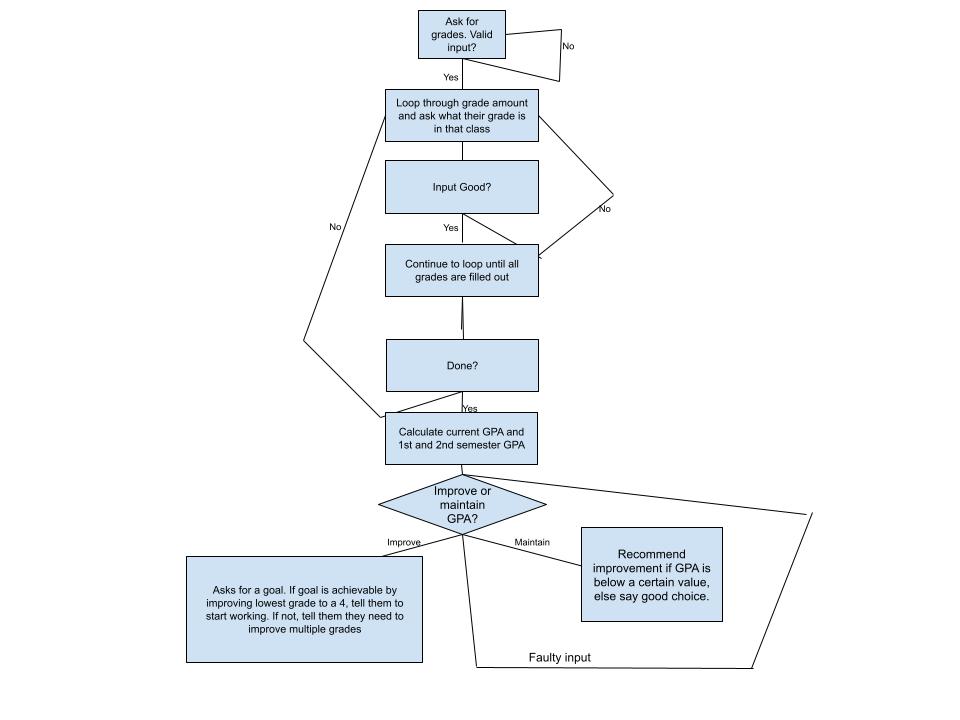 Ask for
grades. Valid
input?
No
Yes
Loop through grade amount
and ask what their grade is
in that class
Input Good?
No
No
Yes
Continue to loop until all
grades are filled out
Done?
Yes
Calculate current GPA and
1st and 2nd semester GPA
Improve or
maintain
GPA?
Improve
Maintain
Recommend
improvement if GPA is
below a certain value,
else say good choice.
Asks for a goal. If goal is achievable by
improving lowest grade to a 4, tell them to
start working. If not, tell them they need to
improve multiple grades
Faulty input